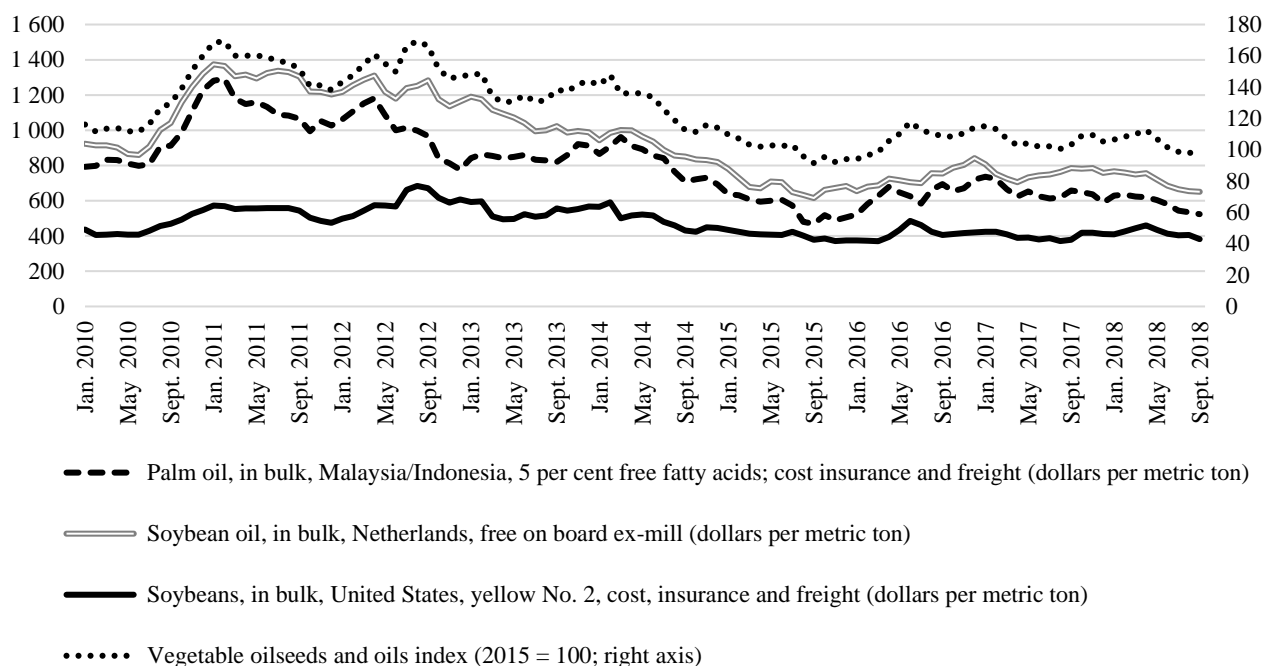 1 600
1 400
1 200
1 000
800
600
400
200
0
180
160
140
120
100
80
60
40
20
0
Jan. 2010
May 2010
Sept. 2010
Jan. 2011
May 2011
Sept. 2011
Jan. 2012
May 2012
Sept. 2012
Jan. 2013
May 2013
Sept. 2013
Jan. 2014
May 2014
Sept. 2014
Jan. 2015
May 2015
Sept. 2015
Jan. 2016
May 2016
Sept. 2016
Jan. 2017
May 2017
Sept. 2017
Jan. 2018
May 2018
Sept. 2018
Palm oil, in bulk, Malaysia/Indonesia, 5 per cent free fatty acids; cost insurance and freight (dollars per metric ton)
Soybean oil, in bulk, Netherlands, free on board ex-mill (dollars per metric ton)
Soybeans, in bulk, United States, yellow No. 2, cost, insurance and freight (dollars per metric ton)
Vegetable oilseeds and oils index (2015 = 100; right axis)